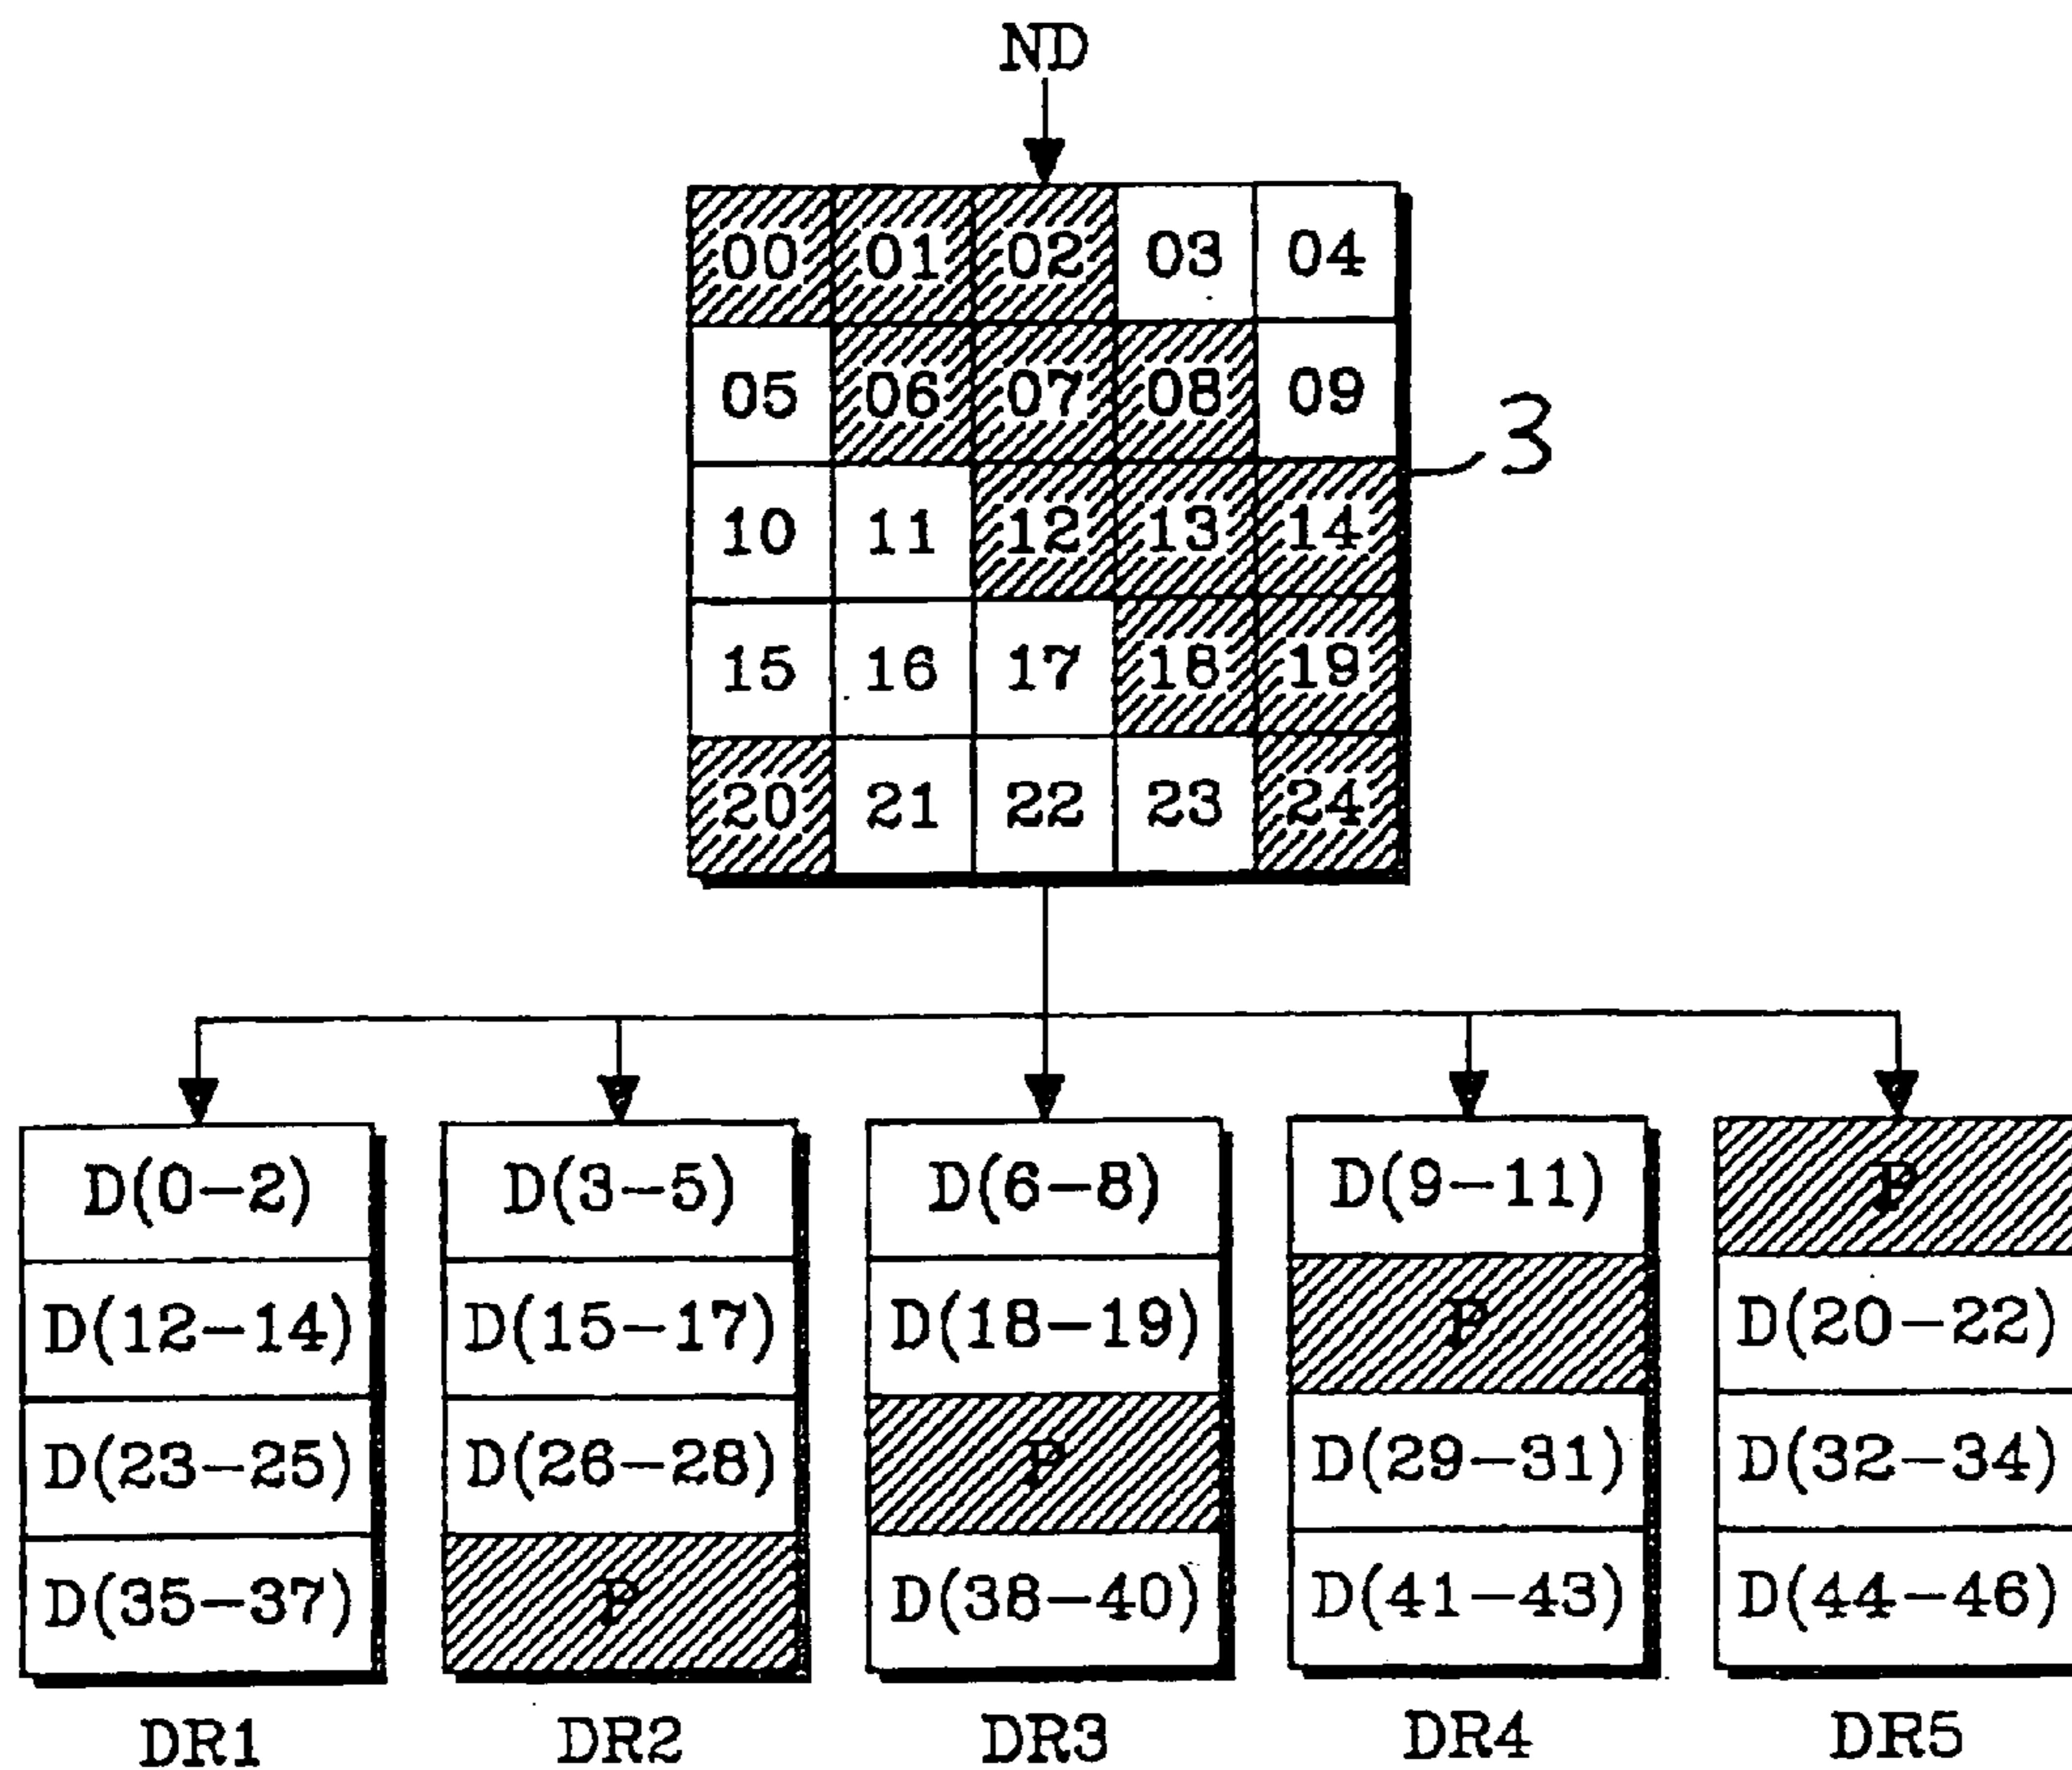 ND
00 01 02 03 04
05 06 07 08 09
3
10 11 12 13 14
15 16 17 18 19
20 21 22 23 24
D(0-2) D(3-5) D(6-8) D(9-11) P
D(12-14) D(15-17) D(18-19) P D(20-22)
D(23-25) D(26-28) P D(29-31) D(32-34)
D(35-37) P D(38-40) D(41-43) D(44-46)
DR1 DR2 DR3 DR4 DR5